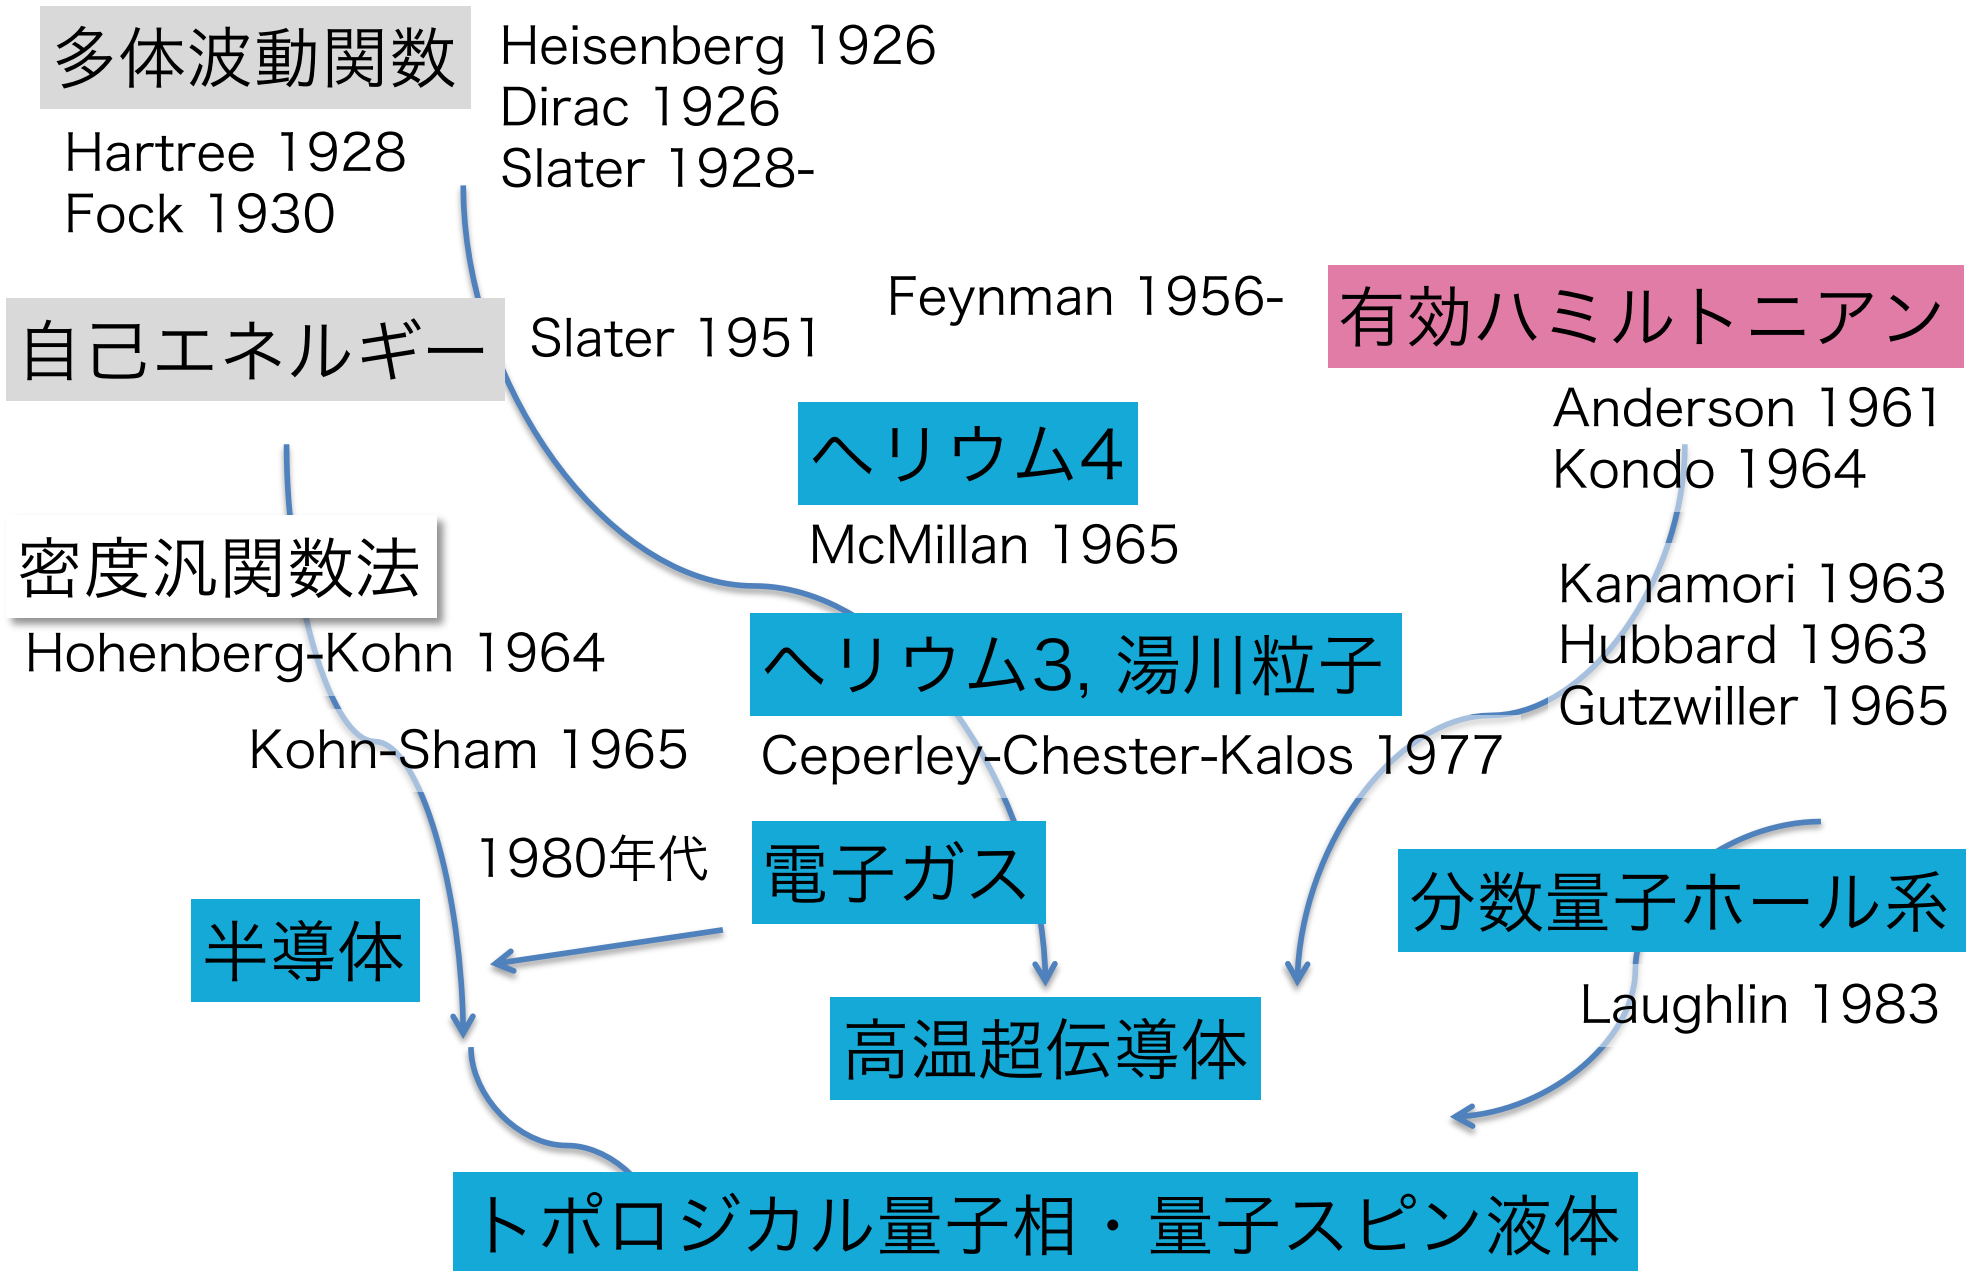 多体波動関数
Heisenberg 1926
Dirac 1926
Slater 1928-
Hartree 1928
Fock 1930
自己エネルギー
Slater 1951
Feynman 1956-
有効ハミルトニアン
Anderson 1961
Kondo 1964
ヘリウム4
McMillan 1965
密度汎関数法
Hohenberg-Kohn 1964
Kohn-Sham 1965
ヘリウム3, 湯川粒子
Ceperley-Chester-Kalos 1977
Kanamori 1963
Hubbard 1963
Gutzwiller 1965
1980年代
電子ガス
半導体
分数量子ホール系
Laughlin 1983
高温超伝導体
トポロジカル量子相・量子スピン液体